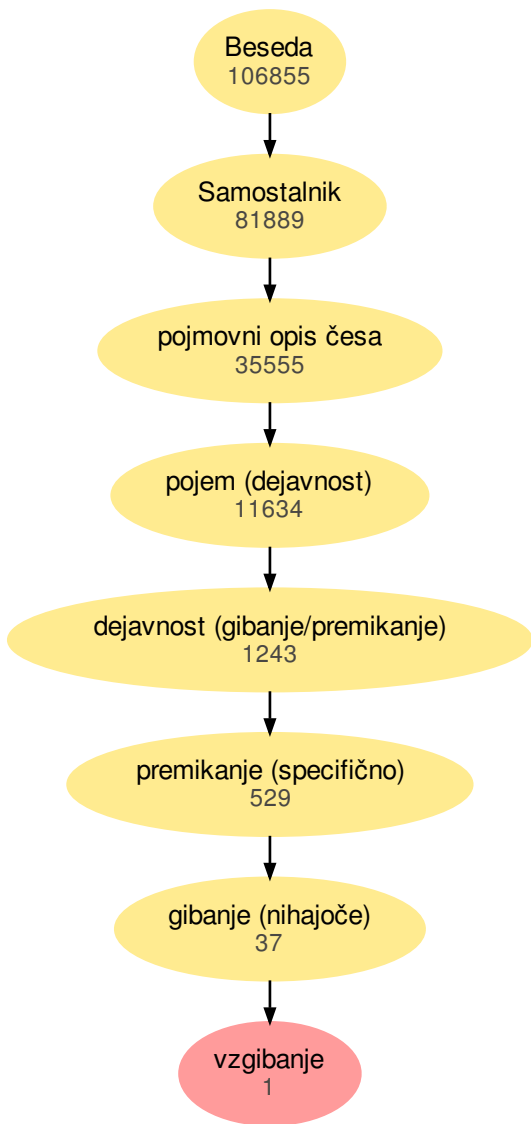 Beseda
106855
Samostalnik
81889
pojmovni opis česa
35555
pojem (dejavnost)
11634
dejavnost (gibanje/premikanje)
1243
premikanje (specifično)
529
gibanje (nihajoče)
37
vzgibanje
1